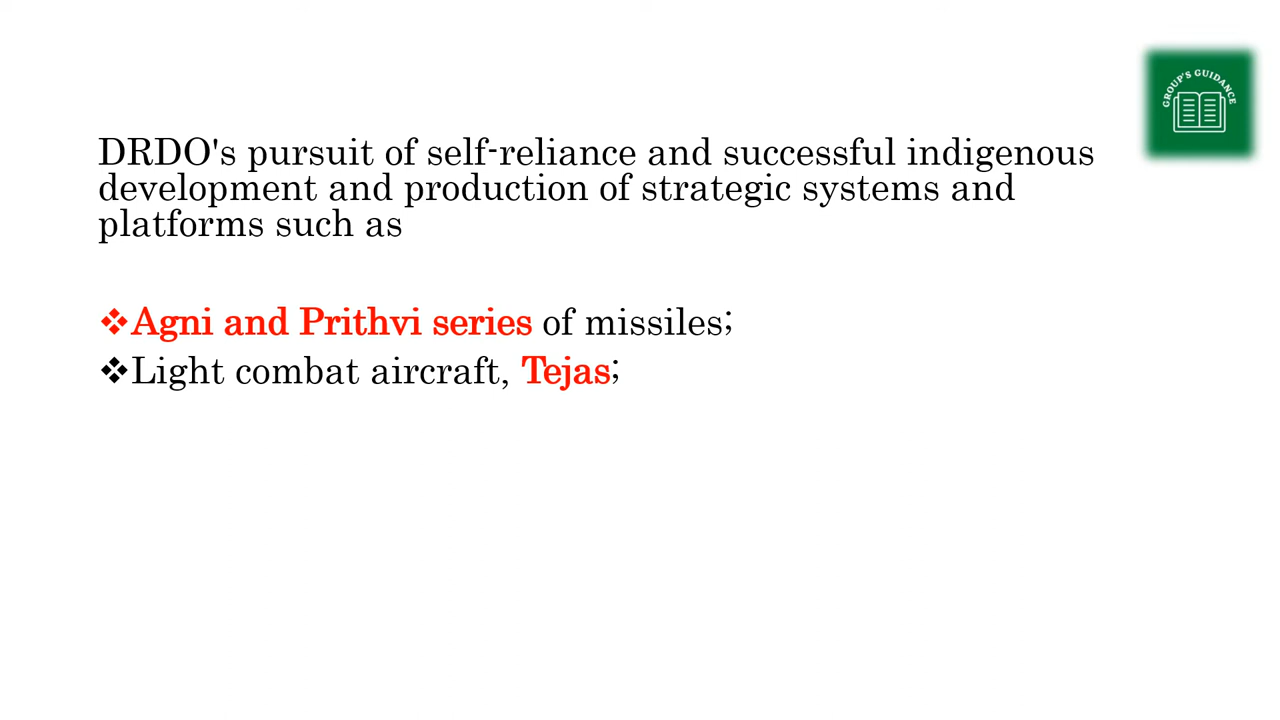 GROUP'S GUIDANCE
DRDO's pursuit of self-reliance and successful indigenous
development and production of strategic systems and
platforms such as
❖Agni and Prithvi series of missiles;
❖Light combat aircraft, Tejas;